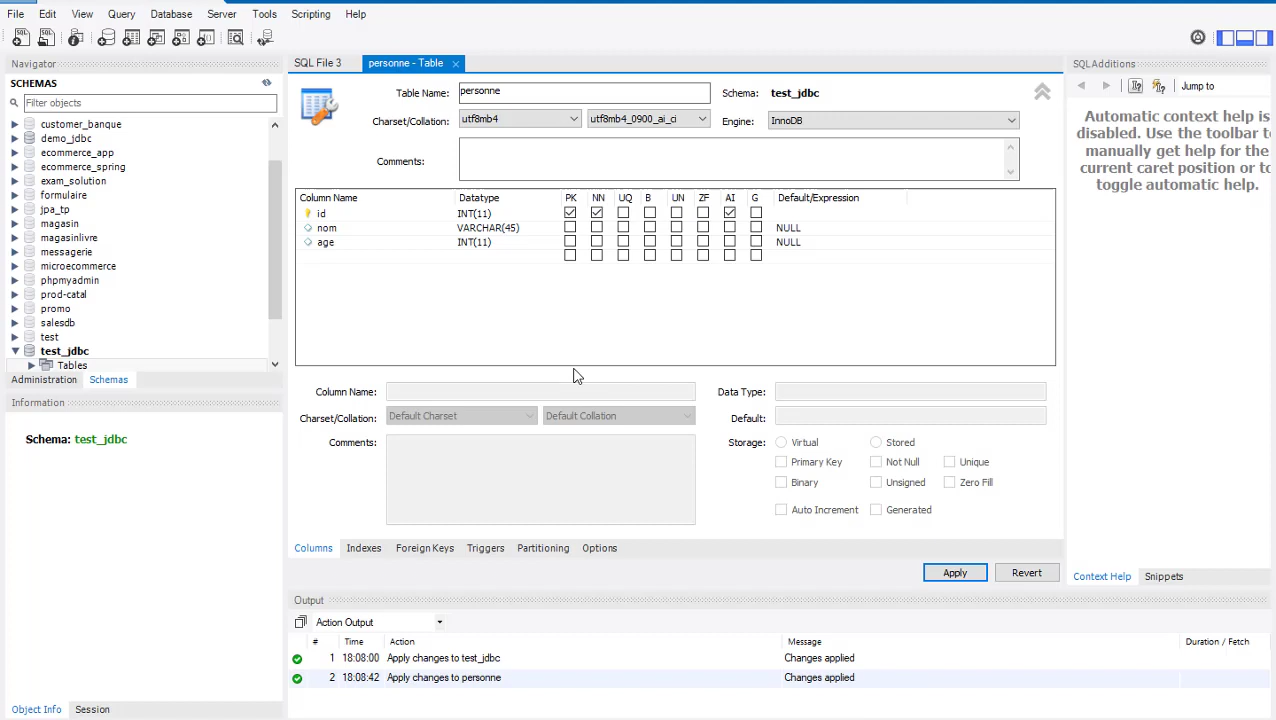 File Edit View Query Database Server Tools Scripting Help
Navigator
SCHEMAS
Filter objects
customer_banque
demo_jdbc
ecommerce_app
ecommerce_spring
exam_solution
formulaire
jpa_tp
magasin
magasinlivre
messagerie
microecommerce
phpmyadmin
prod-catal
promo
salesdb
test
test_jdbc
Tables
Administration Schemas
Information
Schema: test_jdbc
Object Info Session
SQL File 3 personne - Table
Table Name: personne Schema: test_jdbc
Charset/Collation: utf8mb4 utf8mb4_0900_ai_ci Engine: InnoDB
Comments:
Column Name Datatype PK NN UQ B UN ZF AI G Default/Expression
id INT(11)
nom VARCHAR(45) NULL
age INT(11) NULL
Column Name: Data Type:
Charset/Collation: Default Charset Default Collation Default:
Comments: Storage: Virtual Stored
Primary Key Not Null Unique
Binary Unsigned Zero Fill
Auto Increment Generated
Columns Indexes Foreign Keys Triggers Partitioning Options
Apply Revert
Output
Action Output
# Time Action Message Duration / Fetch
1 18:08:00 Apply changes to test_jdbc Changes applied
2 18:08:42 Apply changes to personne Changes applied
SQLAdditions
Jump to
Automatic context help is
disabled. Use the toolbar to
manually get help for the
current caret position or to
toggle automatic help.
Context Help Snippets